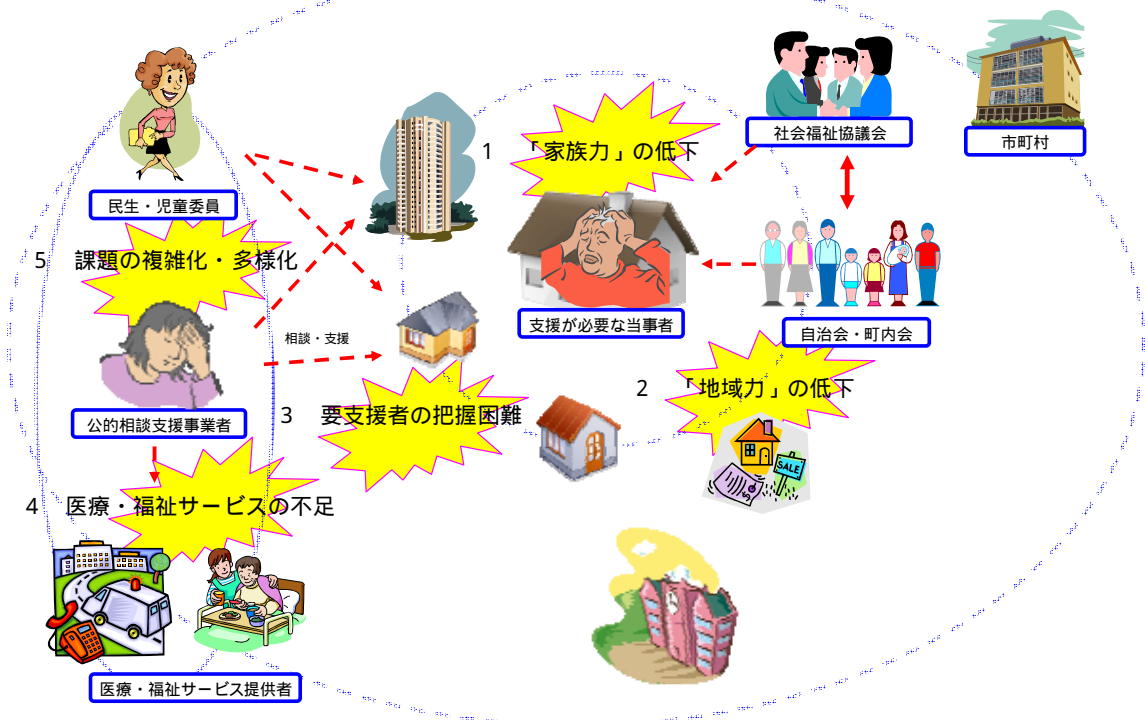 社会福祉協議会
市町村
1 「家族力」の低下
民生・児童委員
5 課題の複雑化・多様化
支援が必要な当事者
自治会・町内会
相談・支援
2 「地域力」の低下
3 要支援者の把握困難
公的相談支援事業者
SALE
4 医療・福祉サービスの不足
医療・福祉サービス提供者